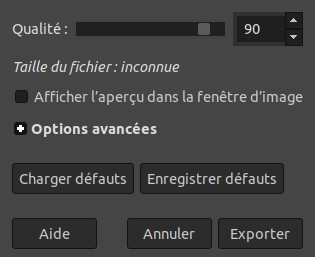 Qualité :
90
Taille du fichier : inconnue
Afficher l'aperçu dans la fenêtre d'image
Options avancées
Charger défauts Enregistrer défauts
Aide Annuler Exporter